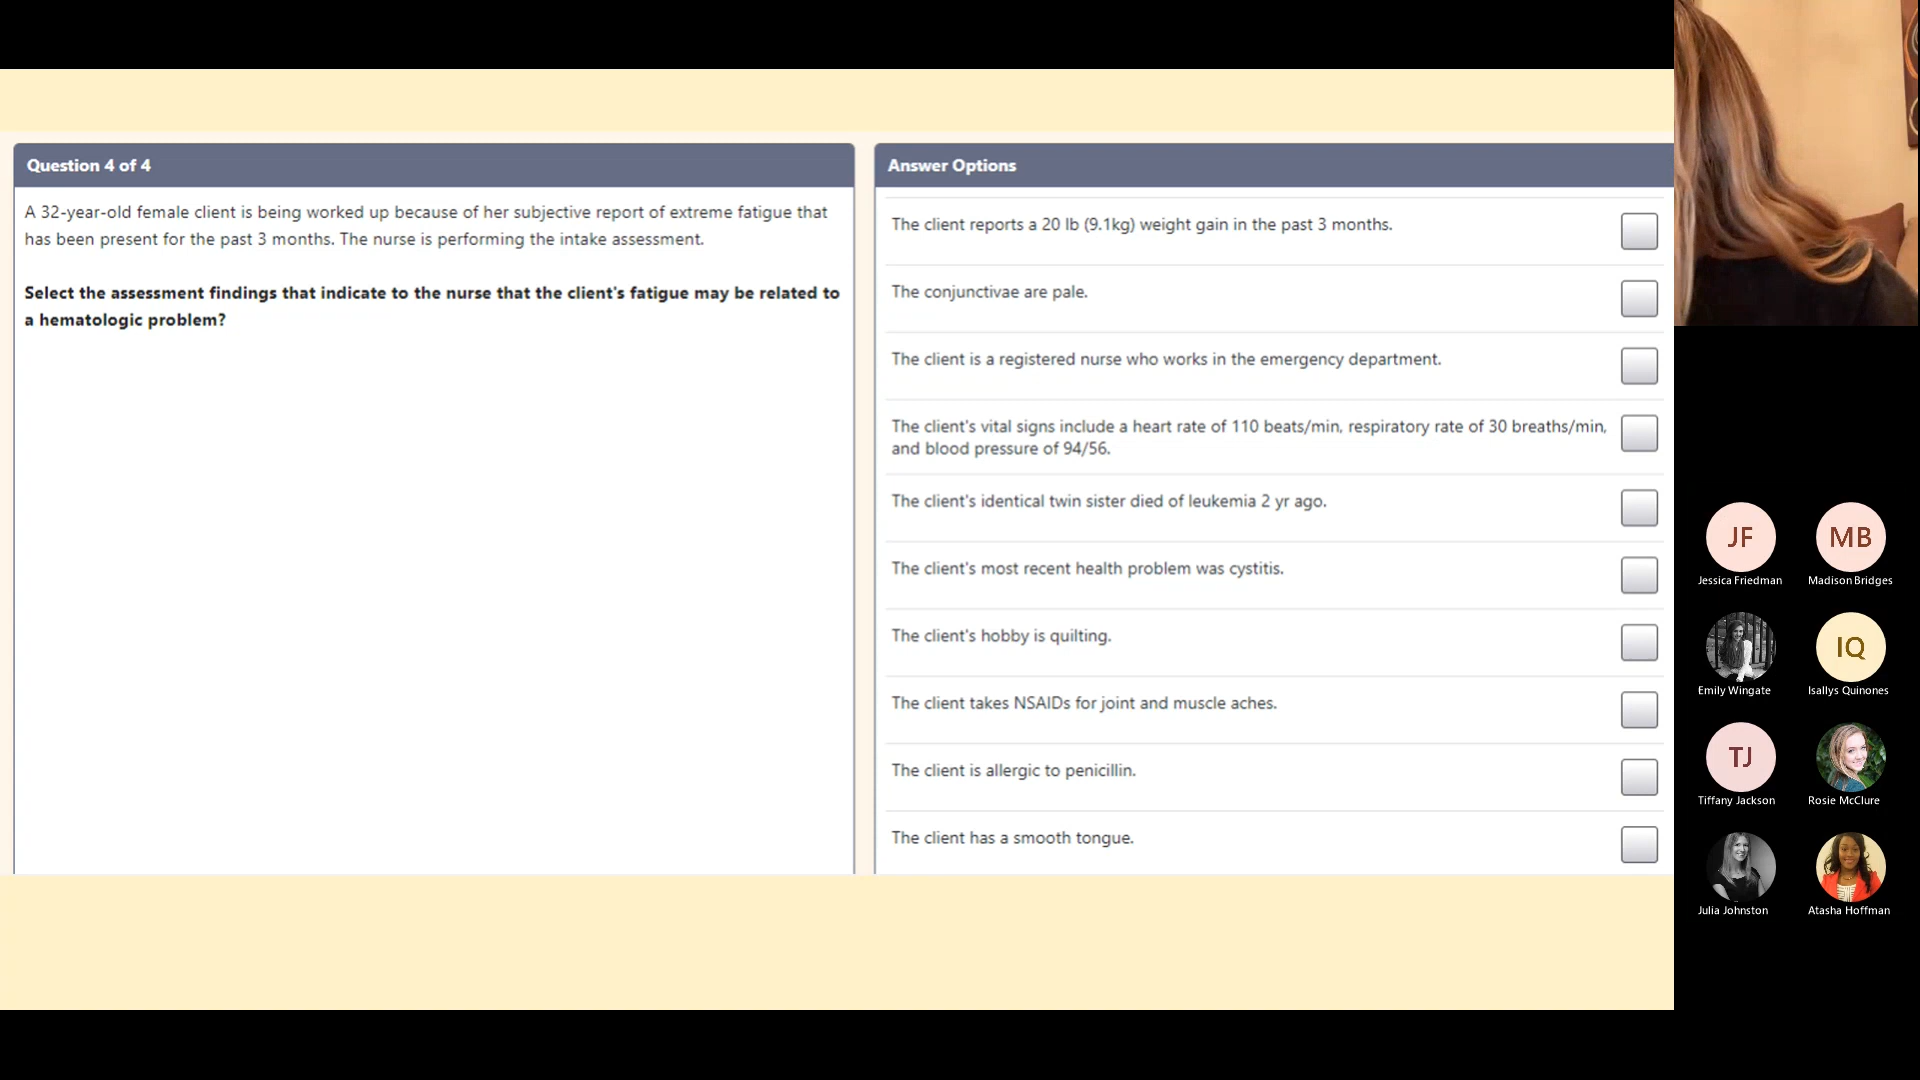 Question 4 of 4
A 32-year-old female client is being worked up because of her subjective report of extreme fatigue that
has been present for the past 3 months. The nurse is performing the intake assessment.
Select the assessment findings that indicate to the nurse that the client's fatigue may be related to
a hematologic problem?
Answer Options
The client reports a 20 lb (9.1kg) weight gain in the past 3 months.
The conjunctivae are pale.
The client is a registered nurse who works in the emergency department.
The client's vital signs include a heart rate of 110 beats/min, respiratory rate of 30 breaths/min,
and blood pressure of 94/56.
The client's identical twin sister died of leukemia 2 yr ago.
The client's most recent health problem was cystitis.
The client's hobby is quilting.
The client takes NSAIDs for joint and muscle aches.
The client is allergic to penicillin.
The client has a smooth tongue.
JF
Jessica Friedman
MB
Madison Bridges
Emily Wingate
IQ
Isallys Quinones
TJ
Tiffany Jackson
Rosie McClure
Julia Johnston
Atasha Hoffman